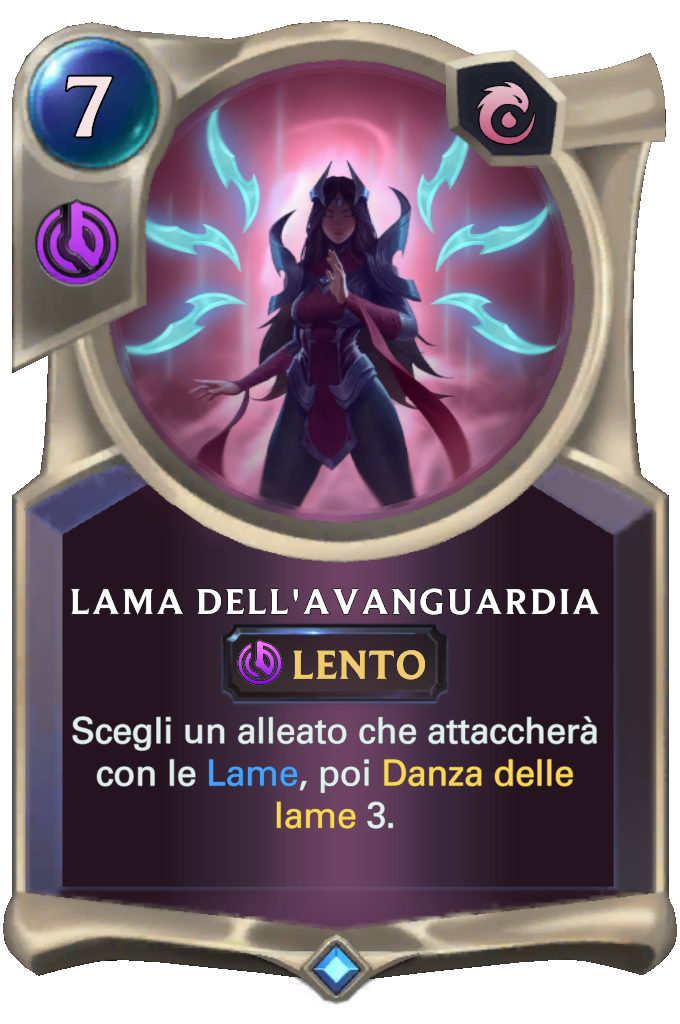 7
LAMA DELL'AVANGUARDIA
LENTO
Scegli un alleato che attaccherà
con le Lame, poi Danza delle
lame 3.